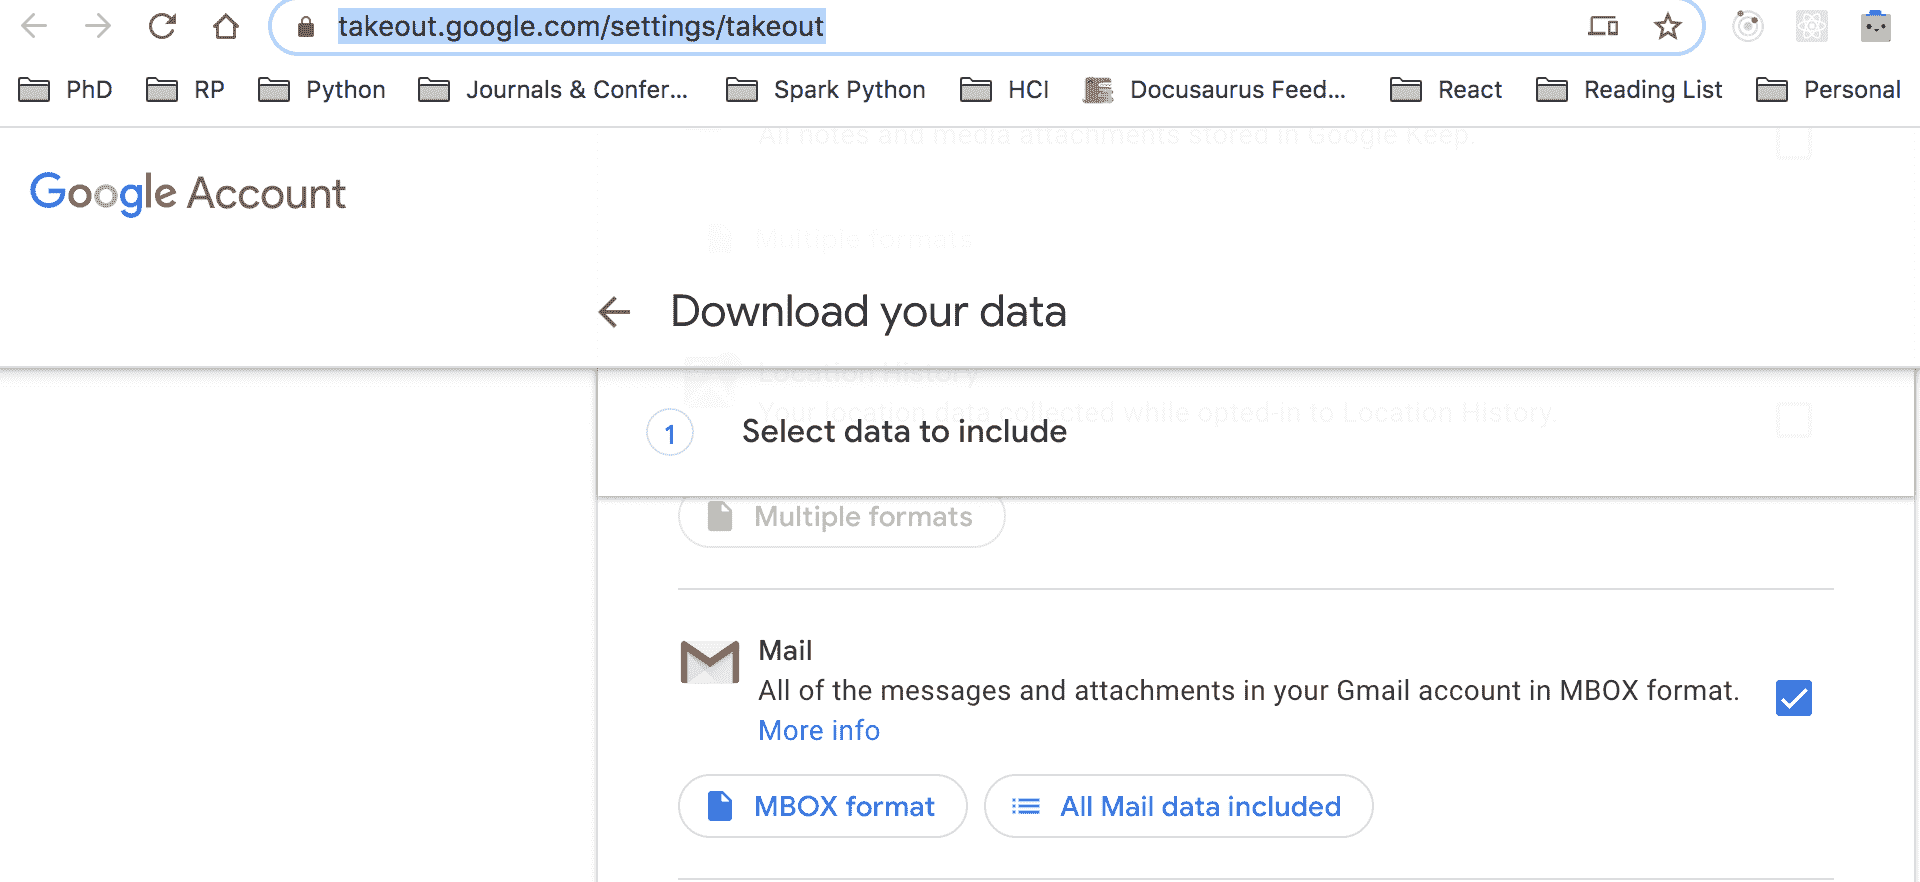 takeout.google.com/settings/takeout
PhD RP Python Journals & Confer... Spark Python HCI Docusaurus Feed... React Reading List Personal
All notes and media attachments stored in Google Keep.
Google Account
Multiple formats
Download your data
Location History
Your location data collected while opted-in to Location History.
1 Select data to include
Multiple formats
Mail
All of the messages and attachments in your Gmail account in MBOX format.
More info
MBOX format All Mail data included